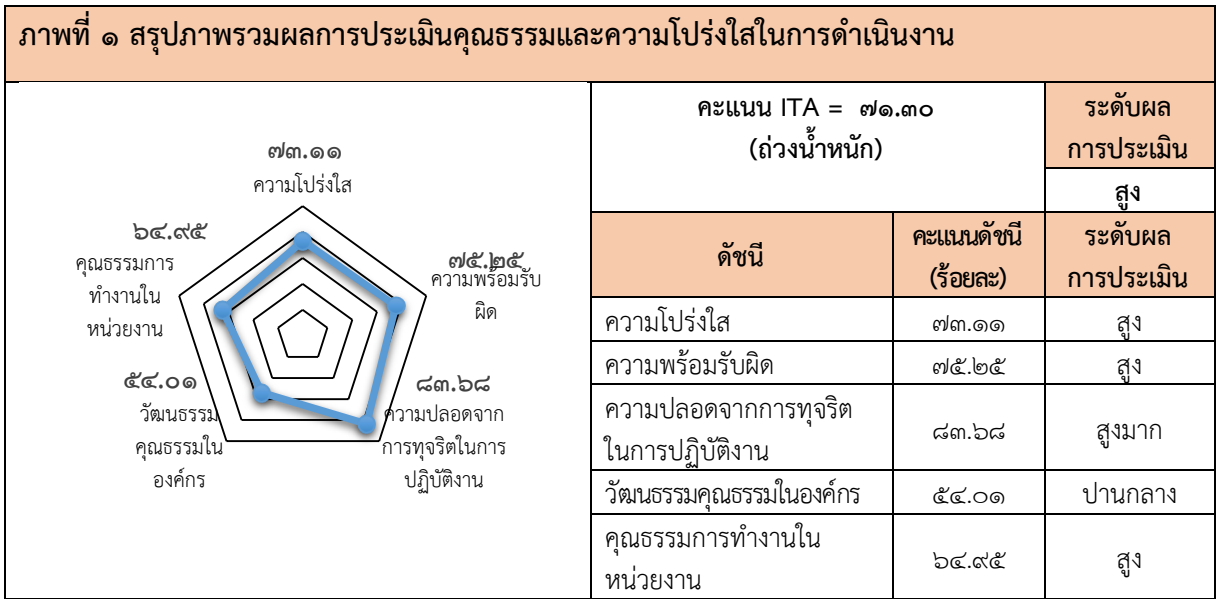 ภาพที่ ๑ สรุปภาพรวมผลการประเมินคุณธรรมและความโปร่งใสในการดำเนินงาน
๗๓.๑๑
ความโปร่งใส
๗๕.๒๕
ความพร้อมรับ
ผิด
๘๓.๖๘
ความปลอดจาก
การทุจริตในการ
ปฏิบัติงาน
๕๔.๐๑
วัฒนธรรม
คุณธรรมใน
องค์กร
๖๔.๙๕
คุณธรรมการ
ทำงานใน
หน่วยงาน
คะแนน ITA = ๗๑.๓๐
(ถ่วงน้ำหนัก)
ระดับผล
การประเมิน
สูง
ดัชนี
คะแนนดัชนี
(ร้อยละ)
ระดับผล
การประเมิน
ความโปร่งใส
๗๓.๑๑
สูง
ความพร้อมรับผิด
๗๕.๒๕
สูง
ความปลอดจากการทุจริต
ในการปฏิบัติงาน
๘๓.๖๘
สูงมาก
วัฒนธรรมคุณธรรมในองค์กร
๕๔.๐๑
ปานกลาง
คุณธรรมการทำงานใน
หน่วยงาน
๖๔.๙๕
สูง